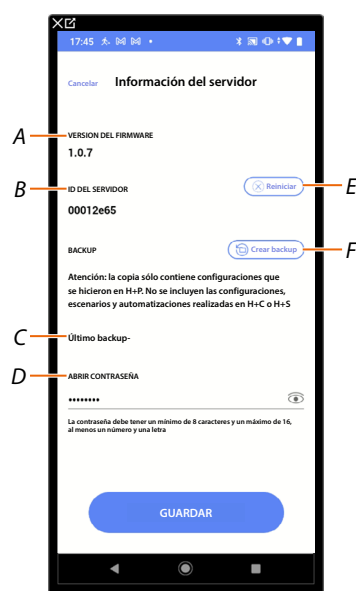 17:45
Cancelar Información del servidor
A VERSION DEL FIRMWARE
1.0.7
B ID DEL SERVIDOR
Reiniciar E
00012e65
BACKUP Crear backup F
Atención: la copia sólo contiene configuraciones que
se hicieron en H+P. No se incluyen las configuraciones,
escenarios y automatizaciones realizadas en H+C o H+S
C Último backup-
D ABRIR CONTRASEÑA
••••••••
La contraseña debe tener un mínimo de 8 caracteres y un máximo de 16,
al menos un número y una letra
GUARDAR